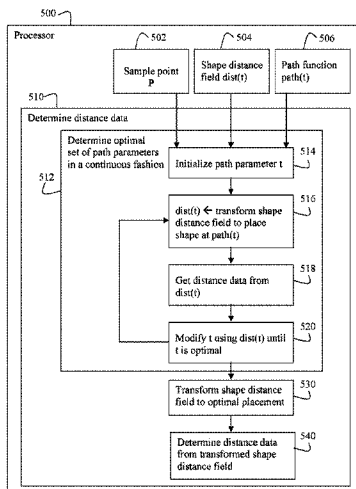 500
Processor
502
504
506
Sample point
P
Shape distance
field dist(t)
Path function
path(t)
510
Determine distance data
Determine optimal
set of path parameters
in a continuous fashion
512
Initialize path parameter t
514
dist(t) ← transform shape
distance field to place
shape at path(t)
516
Get distance data from
dist(t)
518
Modify t using dist(t) until
t is optimal
520
Transform shape distance
field to optimal placement
530
Determine distance data
from transformed shape
distance field
540